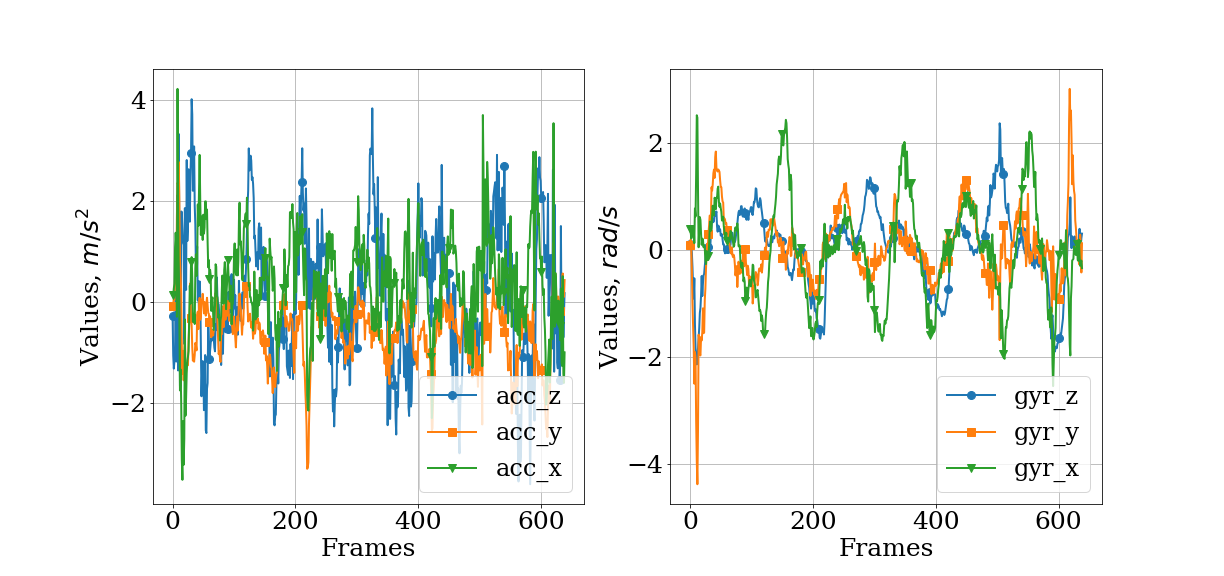 Values, m/s²
4
2
0
−2
0
200
400
600
Frames
acc_z
acc_y
acc_x
Values, rad/s
2
0
−2
−4
0
200
400
600
Frames
gyr_z
gyr_y
gyr_x